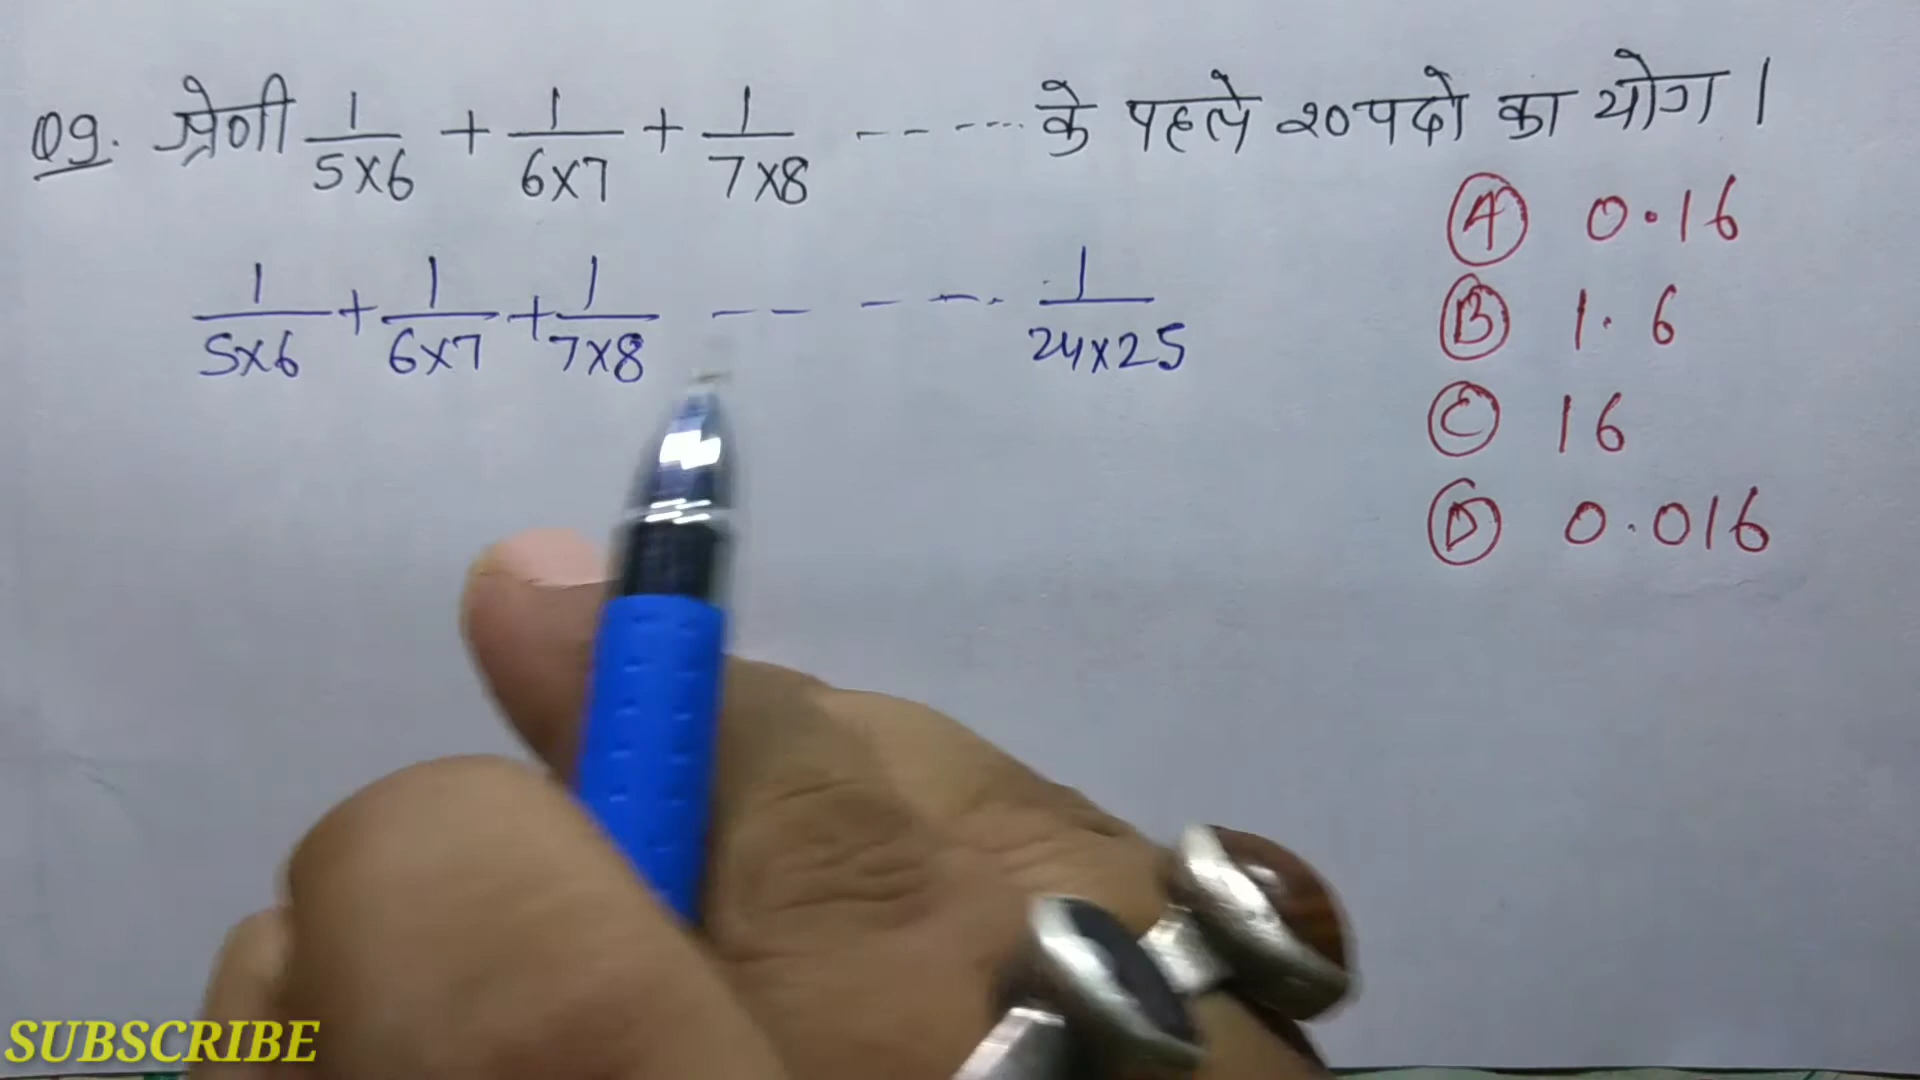 Q9. श्रेणी 1/5×6 + 1/6×7 + 1/7×8 ------- के पहले 20 पदो का योग ।
1/5×6 + 1/6×7 + 1/7×8 ------- 1/24×25
(A) 0.16
(B) 1.6
(C) 16
(D) 0.016
SUBSCRIBE